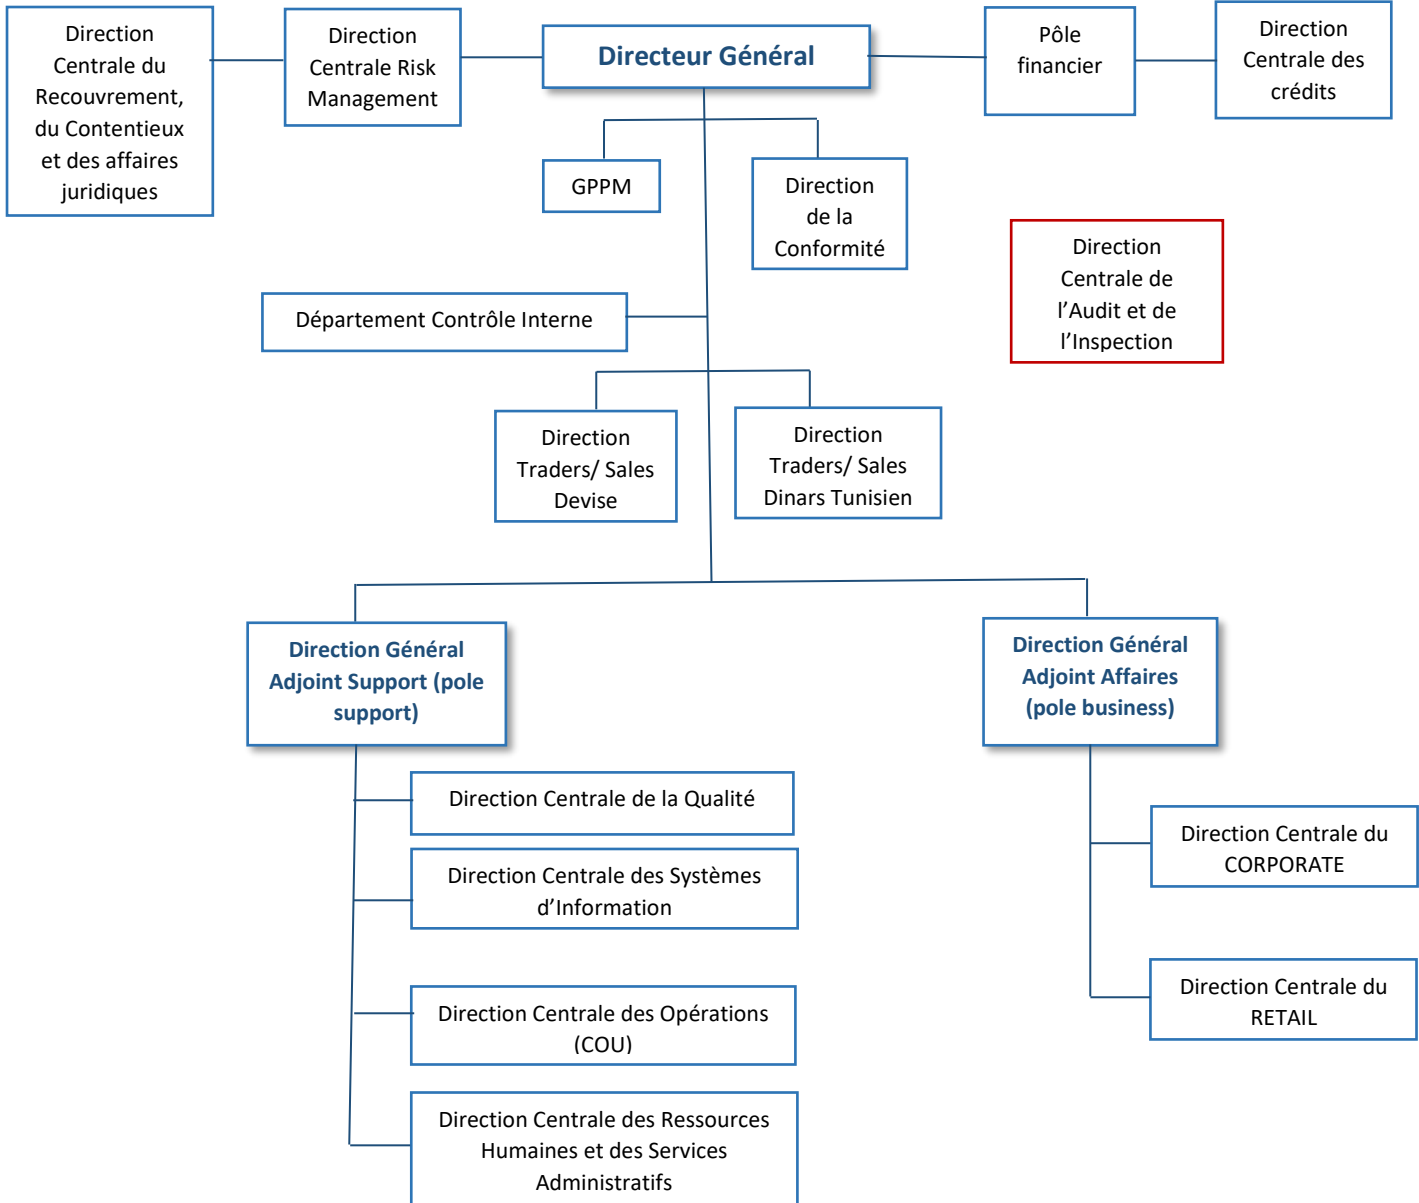 Direction
Centrale du
Recouvrement,
du Contentieux
et des affaires
juridiques
Direction
Centrale Risk
Management
Directeur Général
Pôle
financier
Direction
Centrale des
crédits
GPPM
Direction
de la
Conformité
Direction
Centrale de
l’Audit et de
l’Inspection
Département Contrôle Interne
Direction
Traders/ Sales
Devise
Direction
Traders/ Sales
Dinars Tunisien
Direction Général
Adjoint Support (pole
support)
Direction Général
Adjoint Affaires
(pole business)
Direction Centrale de la Qualité
Direction Centrale des Systèmes
d’Information
Direction Centrale des Opérations
(COU)
Direction Centrale des Ressources
Humaines et des Services
Administratifs
Direction Centrale du
CORPORATE
Direction Centrale du
RETAIL